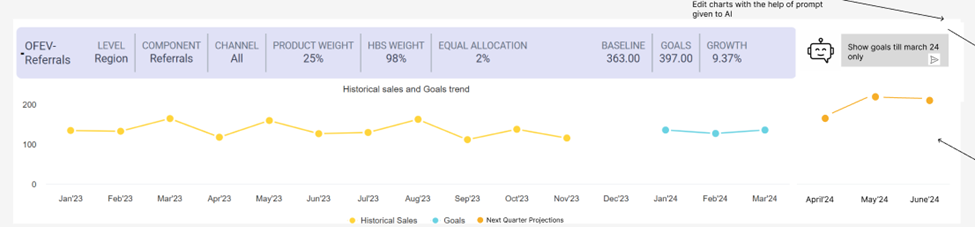 Edit charts with the help of prompt
given to AI
OFEV-
Referrals
LEVEL
Region
COMPONENT
Referrals
CHANNEL
All
PRODUCT WEIGHT
25%
HBS WEIGHT
98%
EQUAL ALLOCATION
2%
BASELINE
363.00
GOALS
397.00
GROWTH
9.37%
Show goals till march 24
only
Historical sales and Goals trend
200
100
0
Jan'23 Feb'23 Mar'23 Apr'23 May'23 Jun'23 Jul'23 Aug'23 Sep'23 Oct'23 Nov'23 Dec'23 Jan'24 Feb'24 Mar'24 April'24 May'24 June'24
Historical Sales Goals Next Quarter Projections